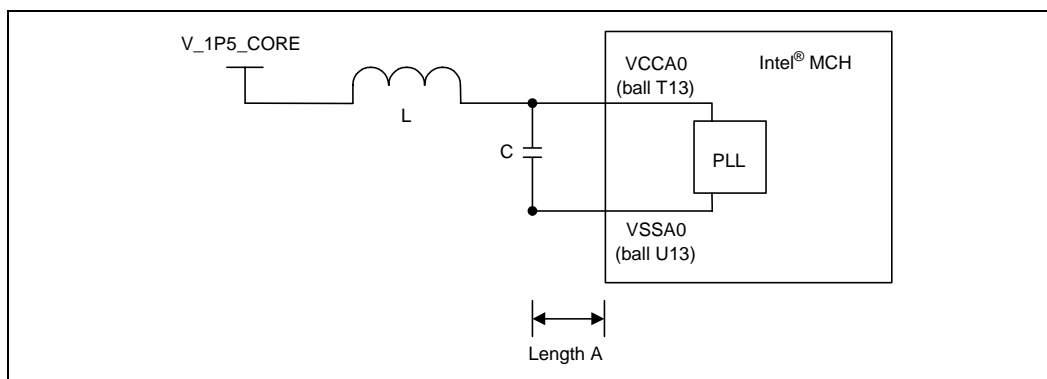 V_1P5_CORE
L
C
VCCA0
(ball T13)
Intel® MCH
PLL
VSSA0
(ball U13)
Length A